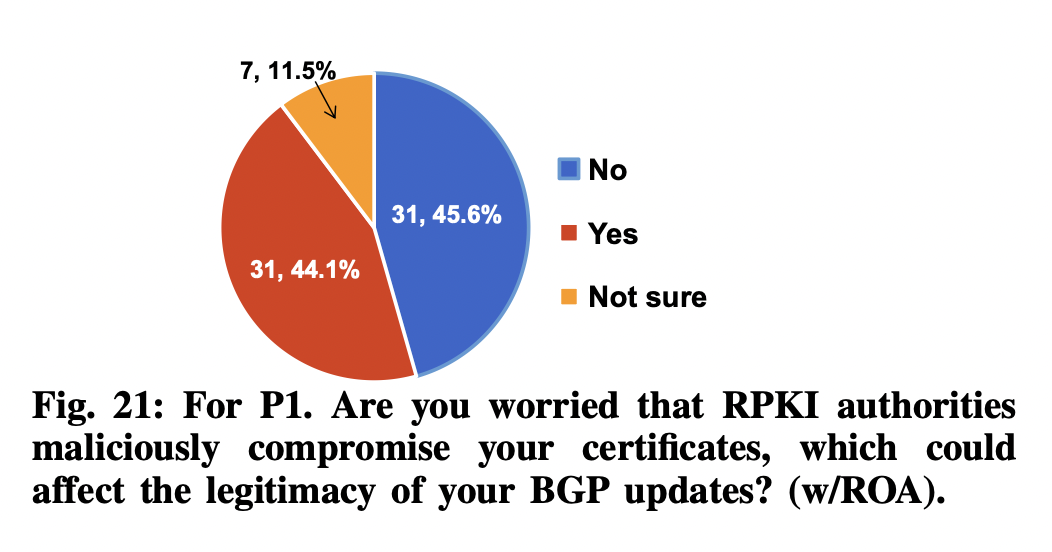 7, 11.5%
31, 45.6%
31, 44.1%
No
Yes
Not sure
Fig. 21: For P1. Are you worried that RPKI authorities
maliciously compromise your certificates, which could
affect the legitimacy of your BGP updates? (w/ROA).